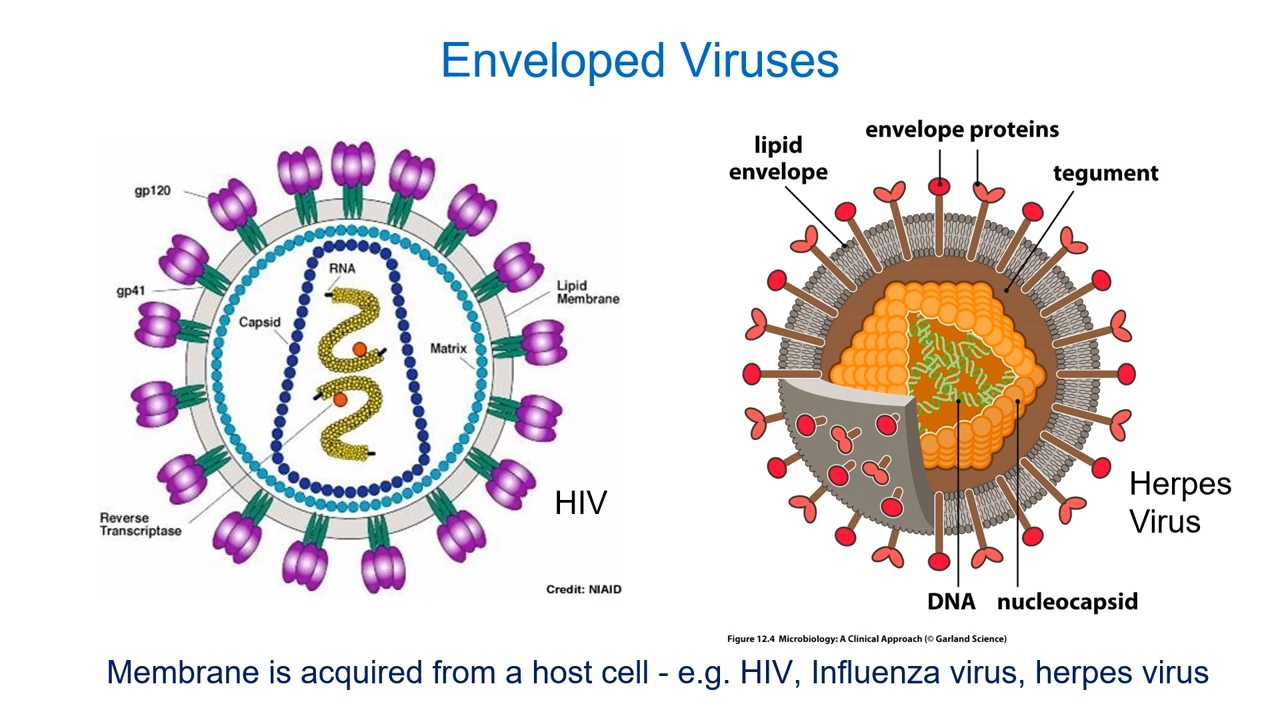 Enveloped Viruses
gp120
gp41
RNA
Capsid
Lipid
Membrane
Matrix
Reverse
Transcriptase
HIV
Credit: NIAID
envelope proteins
lipid
envelope
tegument
Herpes
Virus
DNA
nucleocapsid
Figure 12.4 Microbiology: A Clinical Approach (© Garland Science)
Membrane is acquired from a host cell - e.g. HIV, Influenza virus, herpes virus